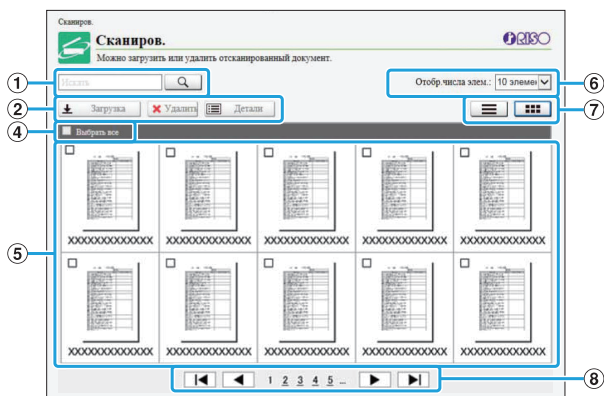 Сканиров.
Сканиров.
RISO
Можно загрузить или удалить отсканированный документ.
1
Искать
Отобр.числа элем.: 10 элемен
6
2
Загрузка
Удалить
Детали
7
4
Выбрать все
5
XXXXXXXXXXXXX XXXXXXXXXXXXX XXXXXXXXXXXXX XXXXXXXXXXXXX XXXXXXXXXXXXX
XXXXXXXXXXXXX XXXXXXXXXXXXX XXXXXXXXXXXXX XXXXXXXXXXXXX XXXXXXXXXXXXX
1 2 3 4 5 ...
8